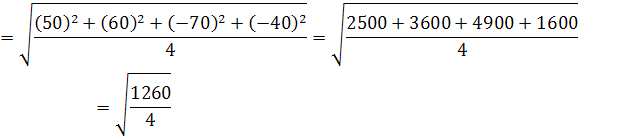 = √(((50)² + (60)² + (−70)² + (−40)²)/4) = √((2500 + 3600 + 4900 + 1600)/4)
= √(1260/4)